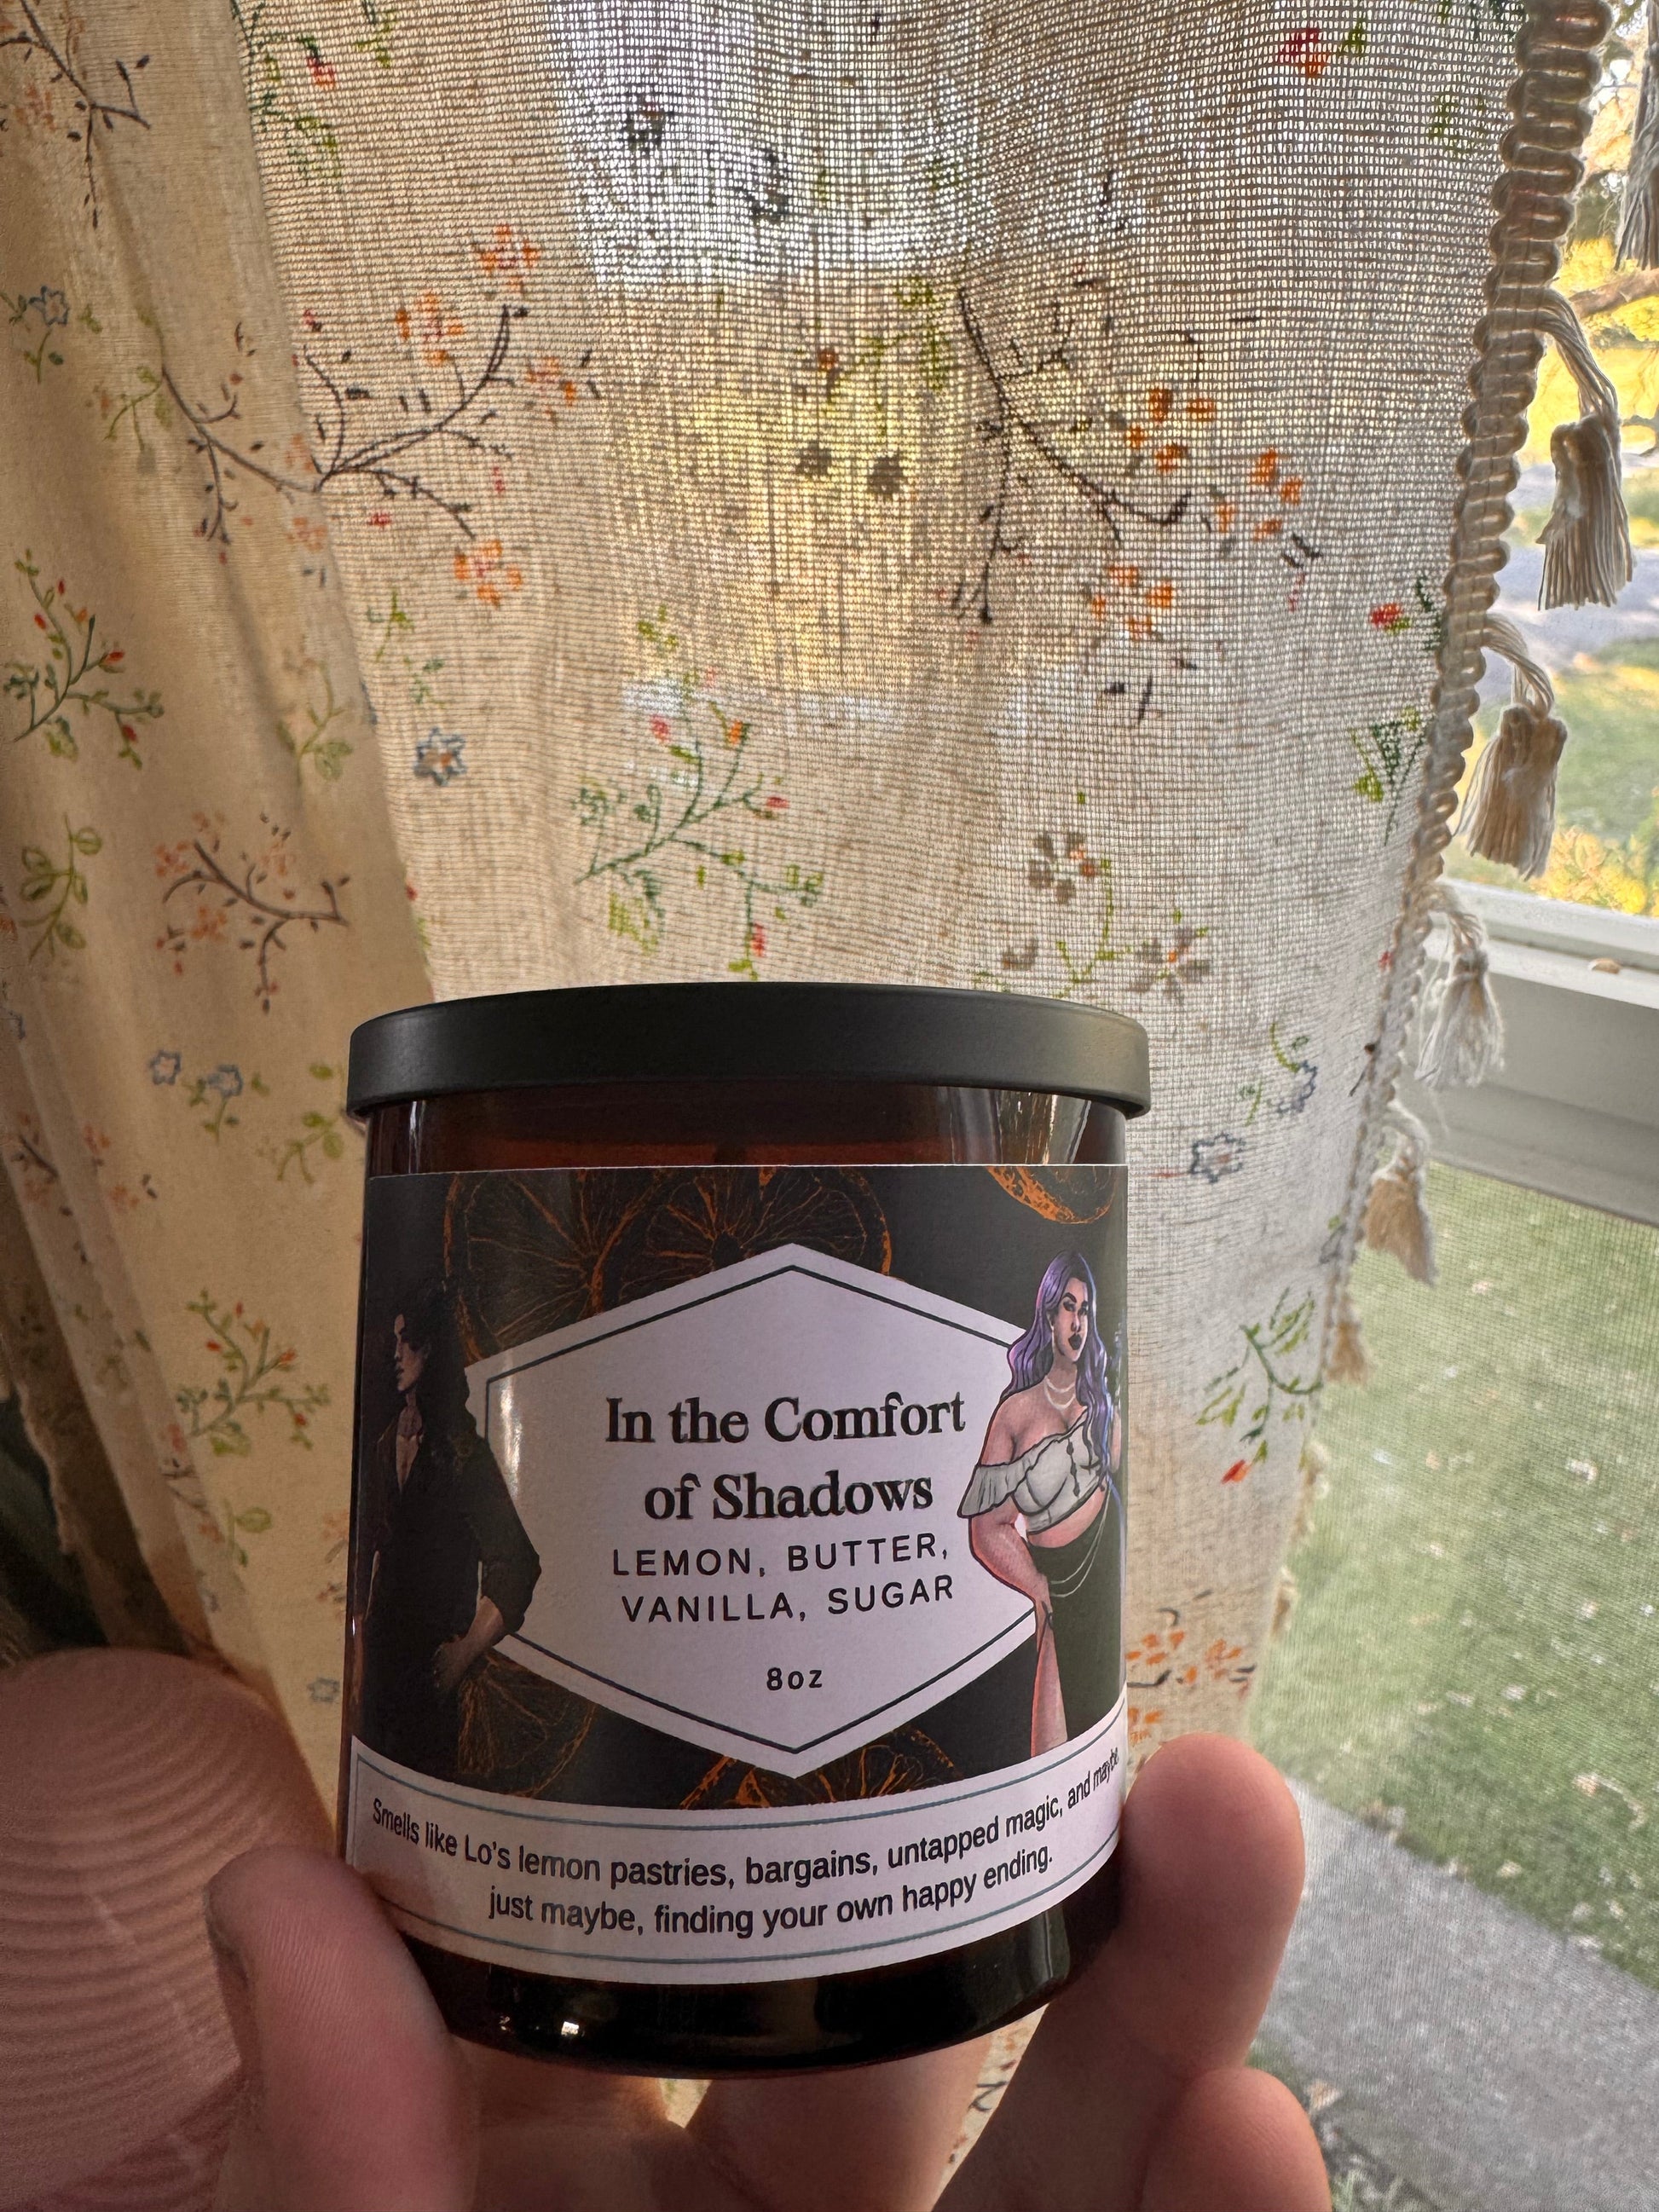 In the Comfort
of Shadows
LEMON, BUTTER,
VANILLA, SUGAR
8oz
Smells like Lo's lemon pastries, bargains, untapped magic, and maybe,
just maybe, finding your own happy ending.